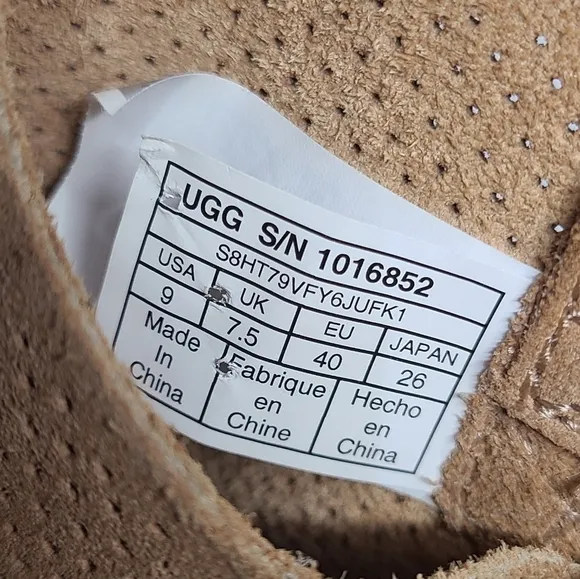 UGG S/N 1016852
S8HT79VFY6JUFK1
USA UK EU JAPAN
9 7.5 40 26
Made In China
Fabrique en Chine
Hecho en China